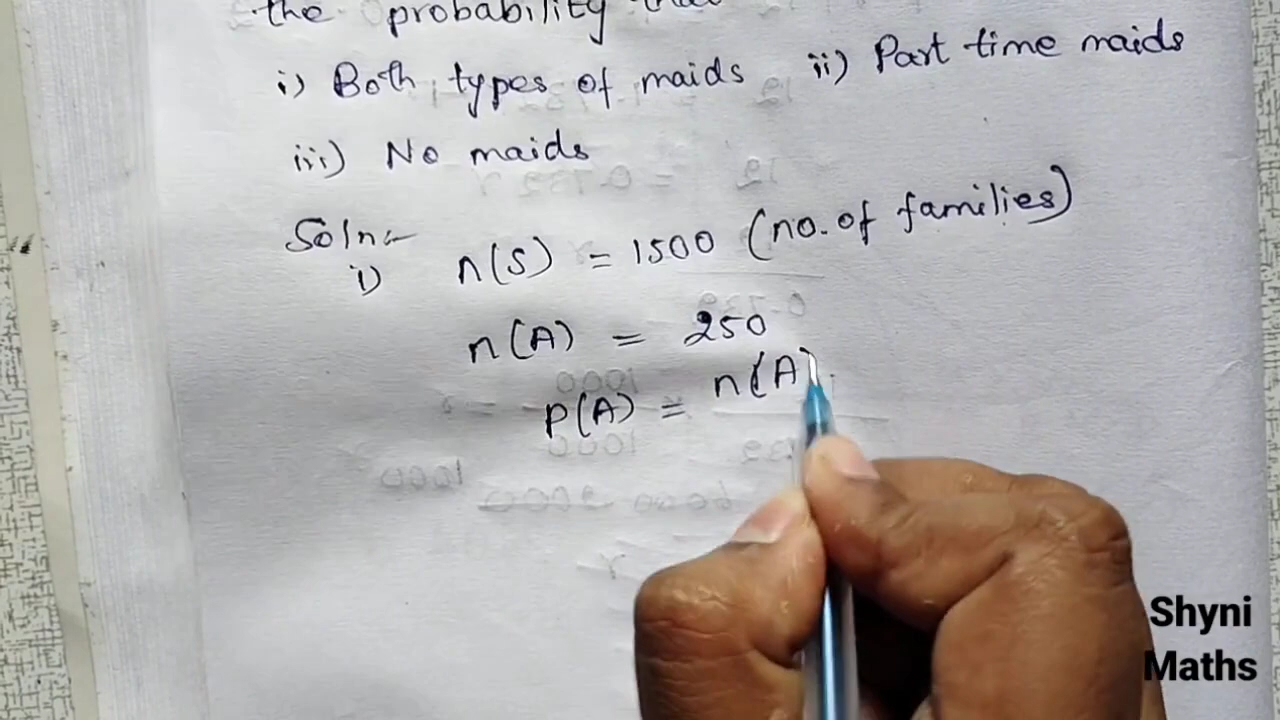 the probability that
i) Both types of maids ii) Part time maids
iii) No maids
Soln:-
i) n(S) = 1500 (no. of families)
n(A) = 250
P(A) = n(A)
Shyni
Maths